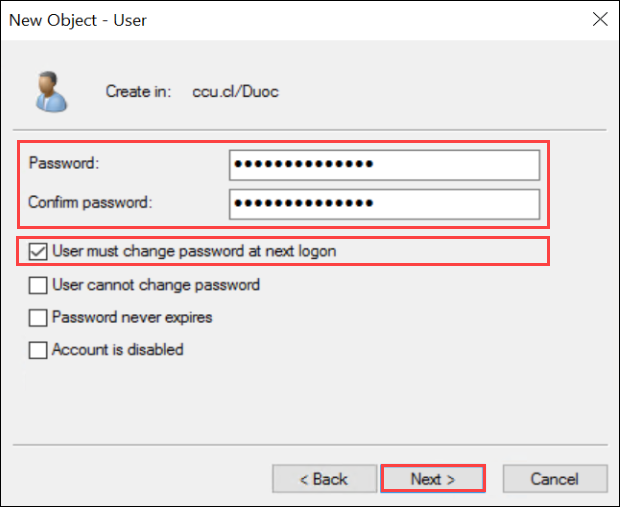 New Object - User
Create in: ccu.cl/Duoc
Password: ••••••••••••••
Confirm password: ••••••••••••••
User must change password at next logon
User cannot change password
Password never expires
Account is disabled
< Back Next > Cancel